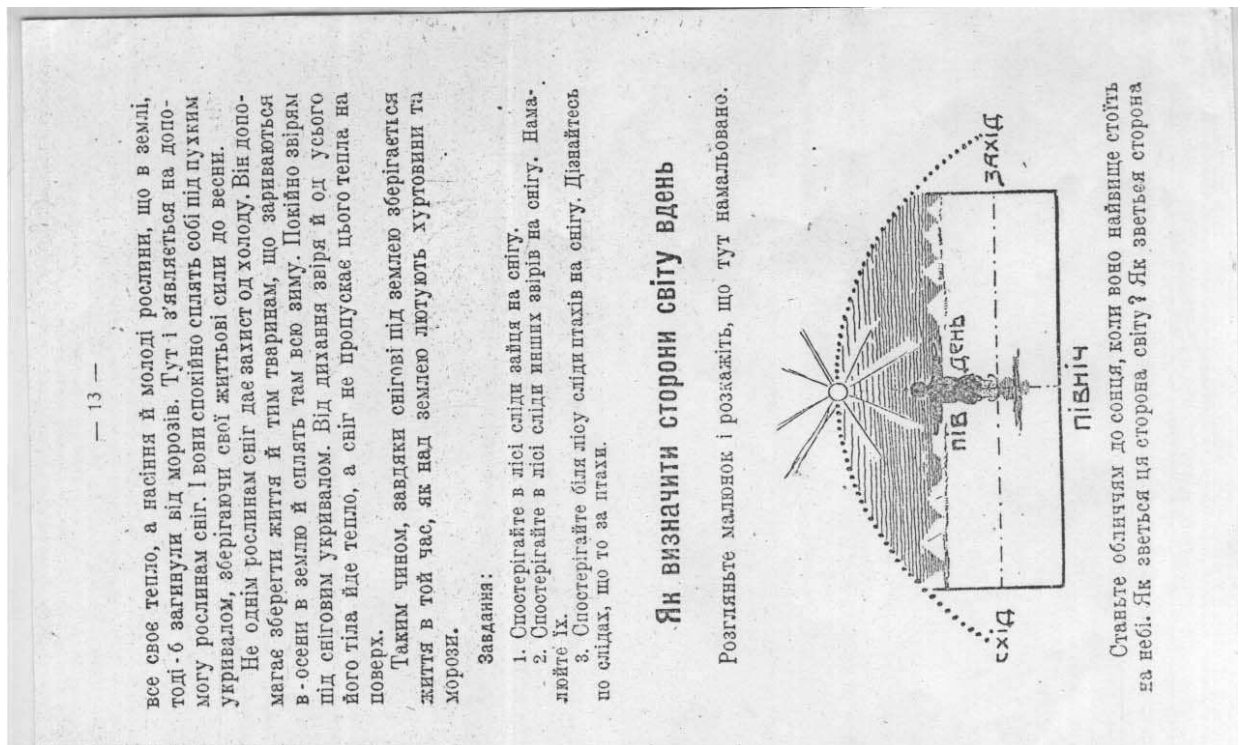 — 13 —
все своє тепло, а насіння й молоді рослини, що в землі,
тоді-б загинули від морозів. Тут і з'являється на допо-
могу рослинам сніг. І вони спокійно сплять собі під пухким
укривалом, зберігаючи свої життьові сили до весни.
Не однім рослинам сніг дає захист од холоду. Він допо-
магає зберегти життя й тим тваринам, що зариваються
в-осени в землю й сплять там всю зиму. Покійно звірям
під сніговим укривалом. Від дихання звіря й од усього
його тіла йде тепло, а сніг не пропускає цього тепла на
поверх.
Таким чином, завдяки снігові під землею зберігається
життя в той час, як над землею лютують хуртовини та
морози.
Завдання:
1. Спостерігайте в лісі сліди зайця на снігу.
2. Спостерігайте в лісі сліди инших звірів на снігу. Нама-
люйте їх.
3. Спостерігайте біля лісу сліди птахів на снігу. Дізнайтесь
по слідах, що то за птахи.
Як визначити сторони світу вдень
Розгляньте малюнок і розкажіть, що тут намальовано.
СХІД
ПІВ ДЕНЬ
ЗАХІД
ПІВНІЧ
Станьте обличчям до сонця, коли воно найвище стоїть
на небі. Як зветься ця сторона світу? Як зветься сторона